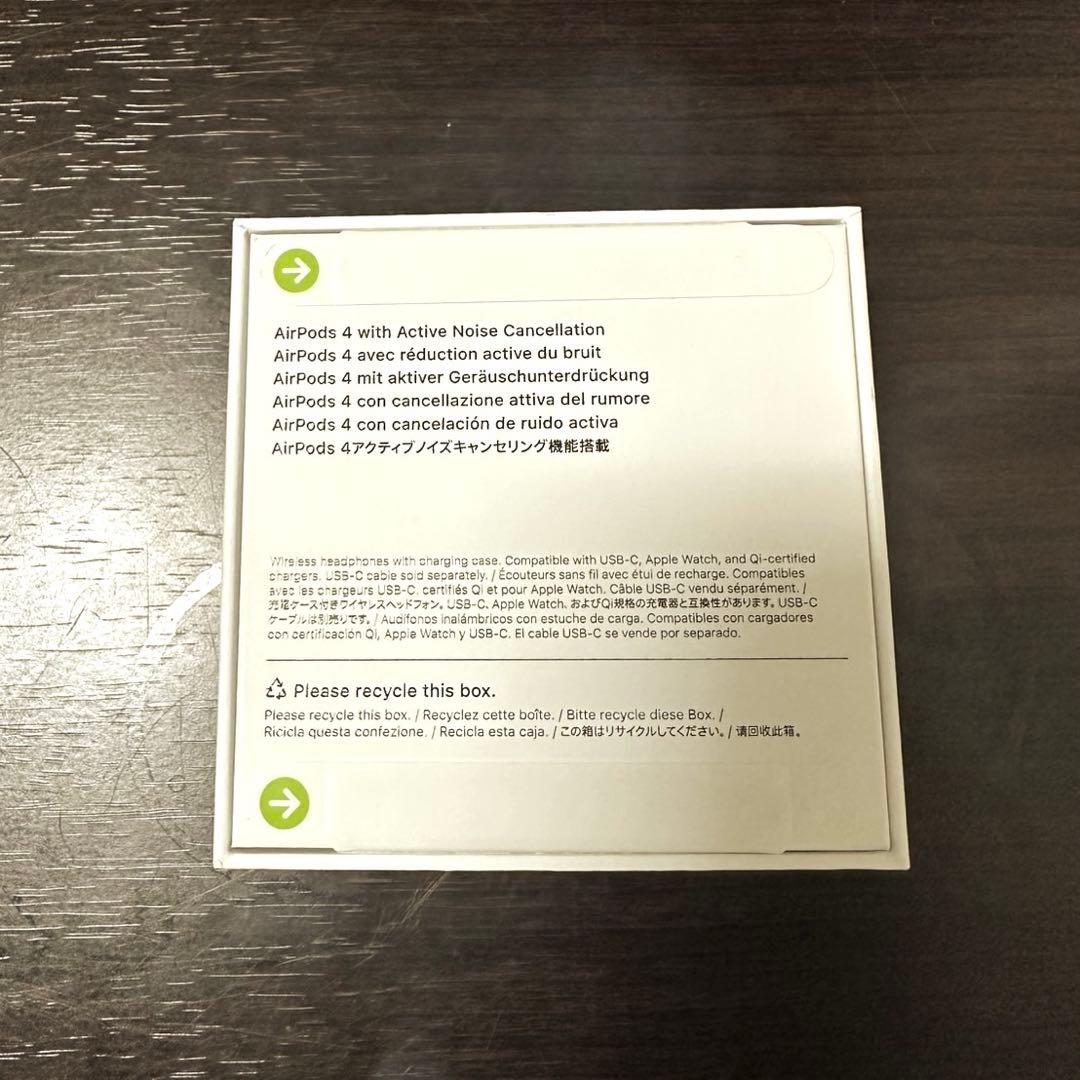 AirPods 4 with Active Noise Cancellation
AirPods 4 avec réduction active du bruit
AirPods 4 mit aktiver Geräuschunterdrückung
AirPods 4 con cancellazione attiva del rumore
AirPods 4 con cancelación de ruido activa
AirPods 4アクティブノイズキャンセリング機能搭載
Wireless headphones with charging case. Compatible with USB-C, Apple Watch, and Qi-certified
chargers. USB-C cable sold separately. / Écouteurs sans fil avec étui de recharge. Compatibles
avec les chargeurs USB-C, certifiés Qi et pour Apple Watch. Câble USB-C vendu séparément. /
充電ケース付きワイヤレスヘッドフォン。USB-C、Apple Watch、およびQi規格の充電器と互換性があります。USB-C
ケーブルは別売りです。 / Audífonos inalámbricos con estuche de carga. Compatibles con cargadores
con certificación Qi, Apple Watch y USB-C. El cable USB-C se vende por separado.
Please recycle this box.
Please recycle this box. / Recyclez cette boîte. / Bitte recycle diese Box. /
Ricicla questa confezione. / Recicla esta caja. / この箱はリサイクルしてください。 / 请回收此箱。